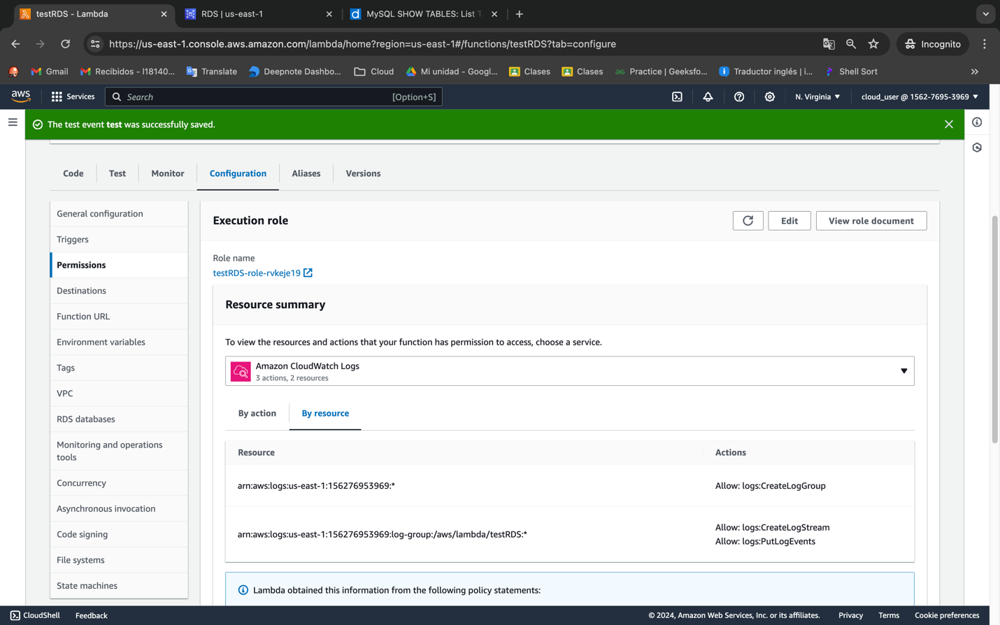 testRDS - Lambda
RDS | us-east-1
MySQL SHOW TABLES: List T
https://us-east-1.console.aws.amazon.com/lambda/home?region=us-east-1#/functions/testRDS?tab=configure
Incognito
Gmail
Recibidos - l18140...
Translate
Deepnote Dashbo...
Cloud
Mi unidad - Googl...
Clases
Clases
Practice | Geeksfo...
Traductor inglés | i...
Shell Sort
aws
Services
Search
[Option+S]
N. Virginia
cloud_user @ 1562-7695-3969
The test event test was successfully saved.
Code
Test
Monitor
Configuration
Aliases
Versions
General configuration
Triggers
Permissions
Destinations
Function URL
Environment variables
Tags
VPC
RDS databases
Monitoring and operations
tools
Concurrency
Asynchronous invocation
Code signing
File systems
State machines
Execution role
Edit
View role document
Role name
testRDS-role-rvkeje19
Resource summary
To view the resources and actions that your function has permission to access, choose a service.
Amazon CloudWatch Logs
3 actions, 2 resources
By action
By resource
Resource
Actions
arn:aws:logs:us-east-1:156276953969:*
Allow: logs:CreateLogGroup
arn:aws:logs:us-east-1:156276953969:log-group:/aws/lambda/testRDS:*
Allow: logs:CreateLogStream
Allow: logs:PutLogEvents
Lambda obtained this information from the following policy statements:
CloudShell
Feedback
© 2024, Amazon Web Services, Inc. or its affiliates.
Privacy
Terms
Cookie preferences